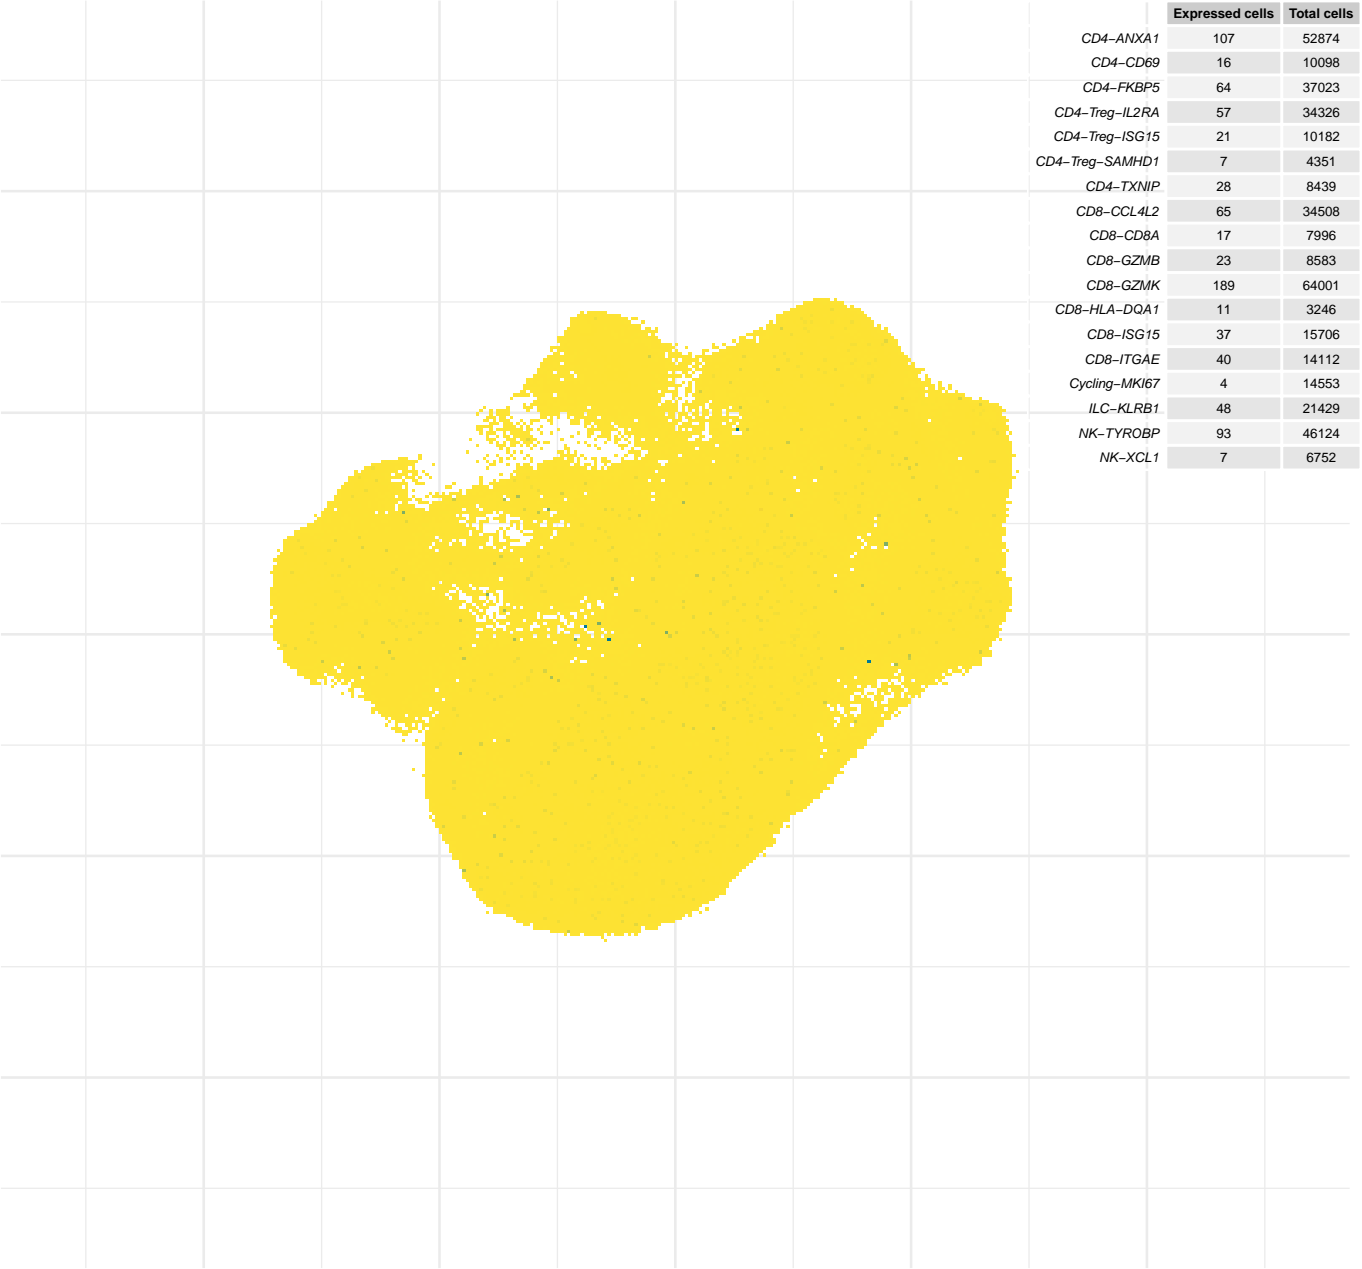 Expressed cells Total cells
CD4−ANXA1 107 52874
CD4−CD69 16 10098
CD4−FKBP5 64 37023
CD4−Treg−IL2RA 57 34326
CD4−Treg−ISG15 21 10182
CD4−Treg−SAMHD1 7 4351
CD4−TXNIP 28 8439
CD8−CCL4L2 65 34508
CD8−CD8A 17 7996
CD8−GZMB 23 8583
CD8−GZMK 189 64001
CD8−HLA−DQA1 11 3246
CD8−ISG15 37 15706
CD8−ITGAE 40 14112
Cycling−MKI67 4 14553
ILC−KLRB1 48 21429
NK−TYROBP 93 46124
NK−XCL1 7 6752